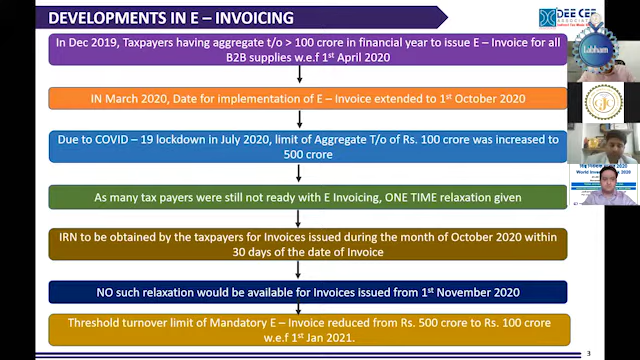 DEVELOPMENTS IN E – INVOICING
DEE CEE
ASSOCIATES
Labham
In Dec 2019, Taxpayers having aggregate t/o > 100 crore in financial year to issue E – Invoice for all
B2B supplies w.e.f 1st April 2020
IN March 2020, Date for implementation of E – Invoice extended to 1st October 2020
GJC
Due to COVID – 19 lockdown in July 2020, limit of Aggregate T/o of Rs. 100 crore was increased to
500 crore
As many tax payers were still not ready with E Invoicing, ONE TIME relaxation given
IRN to be obtained by the taxpayers for Invoices issued during the month of October 2020 within
30 days of the date of Invoice
NO such relaxation would be available for Invoices issued from 1st November 2020
Threshold turnover limit of Mandatory E – Invoice reduced from Rs. 500 crore to Rs. 100 crore
w.e.f 1st Jan 2021.
3